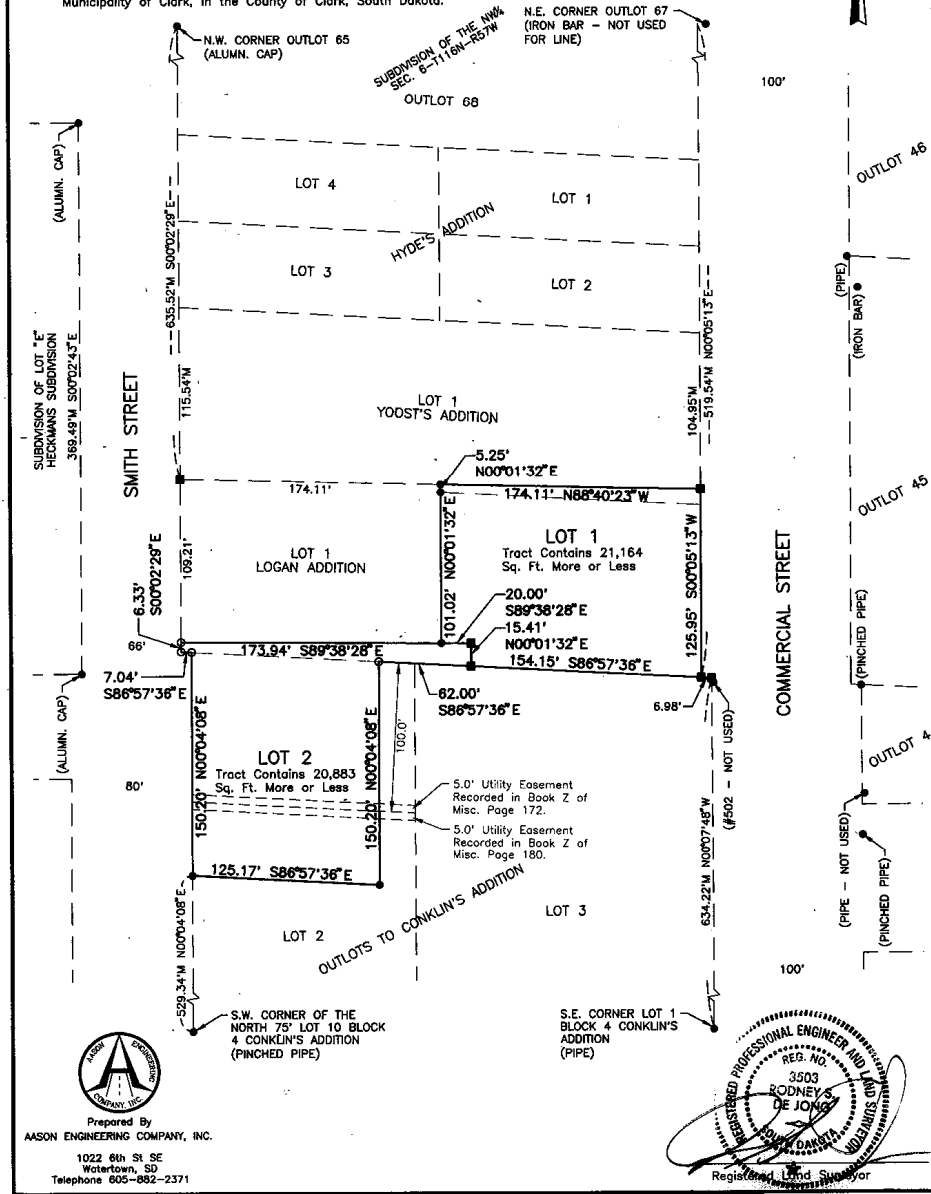 Municipality of Clark, in the County of Clark, South Dakota.
N.W. CORNER OUTLOT 65
(ALUMN. CAP)
SUBDIVISION OF THE NW¼
SEC. 6-T116N-R57W
N.E. CORNER OUTLOT 67
(IRON BAR - NOT USED
FOR LINE)
OUTLOT 68
100'
(ALUMN. CAP)
OUTLOT 46
LOT 4
LOT 1
HYDE'S ADDITION
LOT 3
LOT 2
635.52'M S00°02'29"E
(PIPE)
(IRON BAR)
519.54'M N00°05'13"E
SUBDIVISION OF LOT "E"
HECKMANS SUBDIVISION
369.49'M S00°02'43"E
SMITH STREET
115.54'M
LOT 1
YODST'S ADDITION
104.95'M
5.25'
N00°01'32"E
174.11'
174.11' N88°40'23"W
OUTLOT 45
6.33'
S00°02'29"E
109.21'
LOT 1
LOGAN ADDITION
101.02' N00°01'32"E
LOT 1
Tract Contains 21,164
Sq. Ft. More or Less
125.95' S00°05'13"W
COMMERCIAL STREET
20.00'
S89°38'28"E
15.41'
N00°01'32"E
66'
173.94' S89°38'28"E
154.15' S86°57'36"E
(PINCHED PIPE)
7.04'
S86°57'36"E
62.00'
S86°57'36"E
6.98'
(#502 - NOT USED)
(ALUMN. CAP)
80'
150.20' N00°04'08"E
LOT 2
Tract Contains 20,883
Sq. Ft. More or Less
150.20' N00°04'08"E
100.0'
OUTLOT 4
5.0' Utility Easement
Recorded in Book Z of
Misc. Page 172.
5.0' Utility Easement
Recorded in Book Z of
Misc. Page 180.
125.17' S86°57'36"E
634.22'M N00°07'48"W
(PIPE - NOT USED)
(PINCHED PIPE)
529.34'M N00°04'08"E
LOT 2
OUTLOTS TO CONKLIN'S ADDITION
LOT 3
100'
S.W. CORNER OF THE
NORTH 75' LOT 10 BLOCK
4 CONKLIN'S ADDITION
(PINCHED PIPE)
S.E. CORNER LOT 1
BLOCK 4 CONKLIN'S
ADDITION
(PIPE)
AASON ENGINEERING
COMPANY, INC.
A
Prepared By
AASON ENGINEERING COMPANY, INC.
1022 6th St SE
Watertown, SD
Telephone 605-882-2371
REGISTERED PROFESSIONAL ENGINEER AND LAND SURVEYOR
REG. NO.
3503
RODNEY S.
DE JONG
SOUTH DAKOTA
Registered Land Surveyor